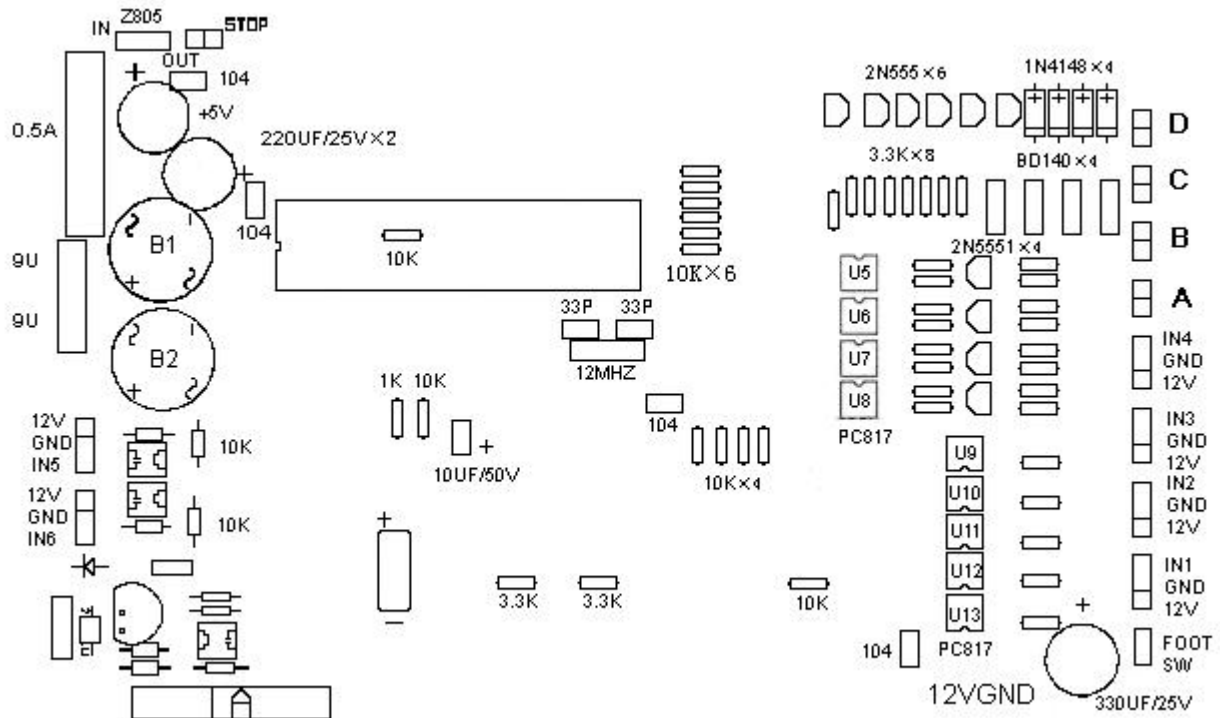 Z805
IN
STOP
OUT
104
+
+5V
0.5A
220UF/25V×2
+
104
B1
~
−
+
~
9U
9U
B2
~
−
+
~
10K
33P 33P
12MHZ
10K×6
1K 10K
104
+
10UF/50V
10K×4
12V
GND
IN5
10K
12V
GND
IN6
10K
+
3.3K
3.3K
10K
2N555×6
1N4148×4
+ + + +
3.3K×8
BD140×4
2N5551×4
U5
U6
U7
U8
PC817
U9
U10
U11
U12
U13
PC817
104
12VGND
+
330UF/25V
D
C
B
A
IN4
GND
12V
IN3
GND
12V
IN2
GND
12V
IN1
GND
12V
FOOT
SW